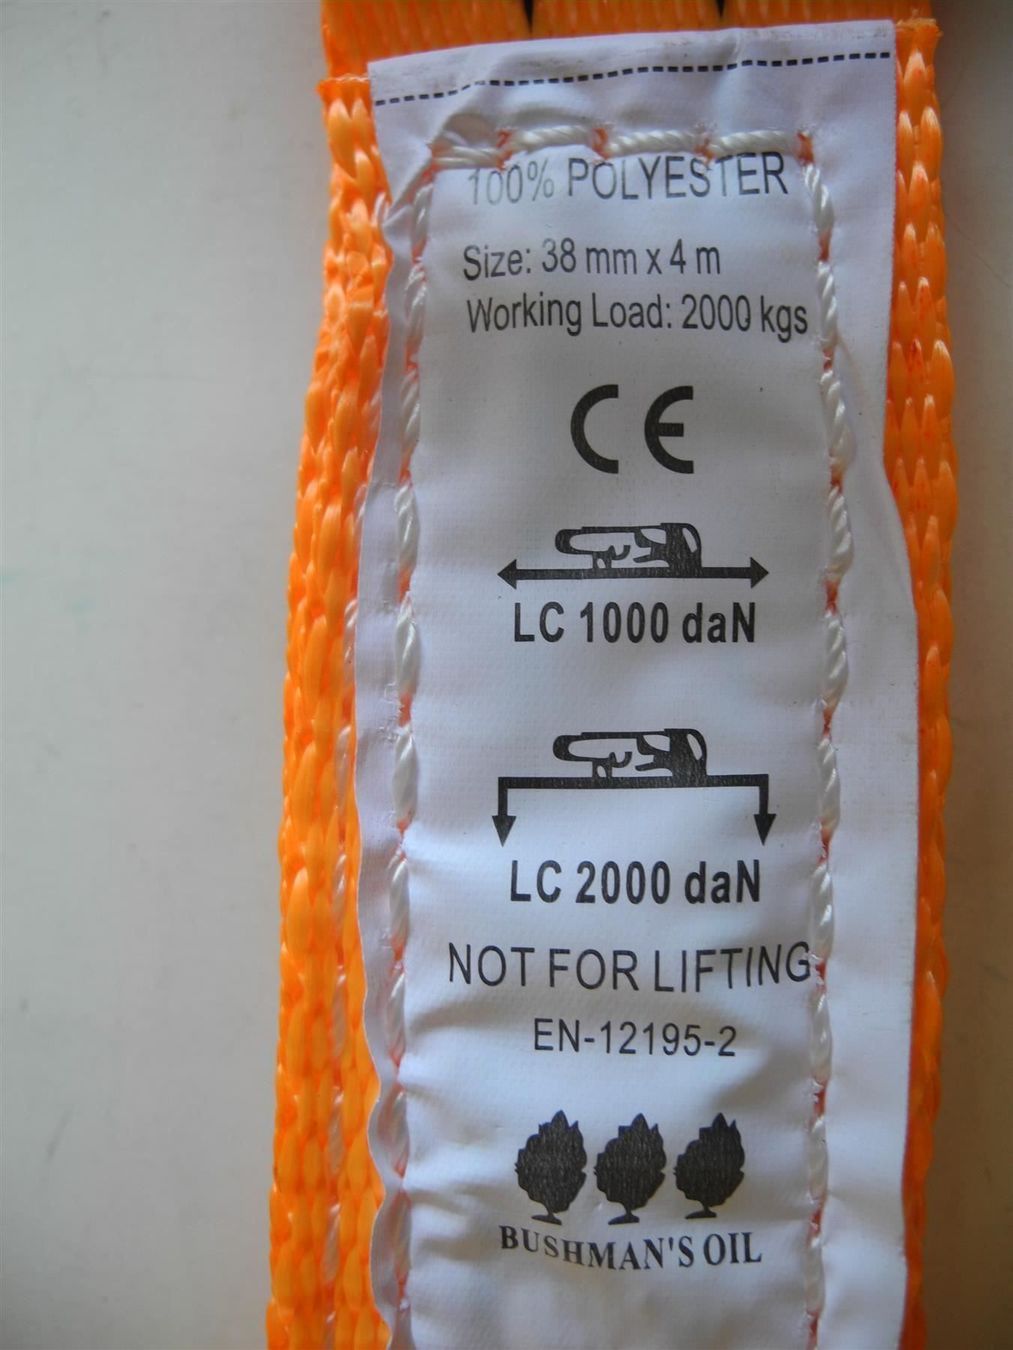 100% POLYESTER
Size: 38 mm x 4 m
Working Load: 2000 kgs
CE
LC 1000 daN
LC 2000 daN
NOT FOR LIFTING
EN-12195-2
BUSHMAN'S OIL